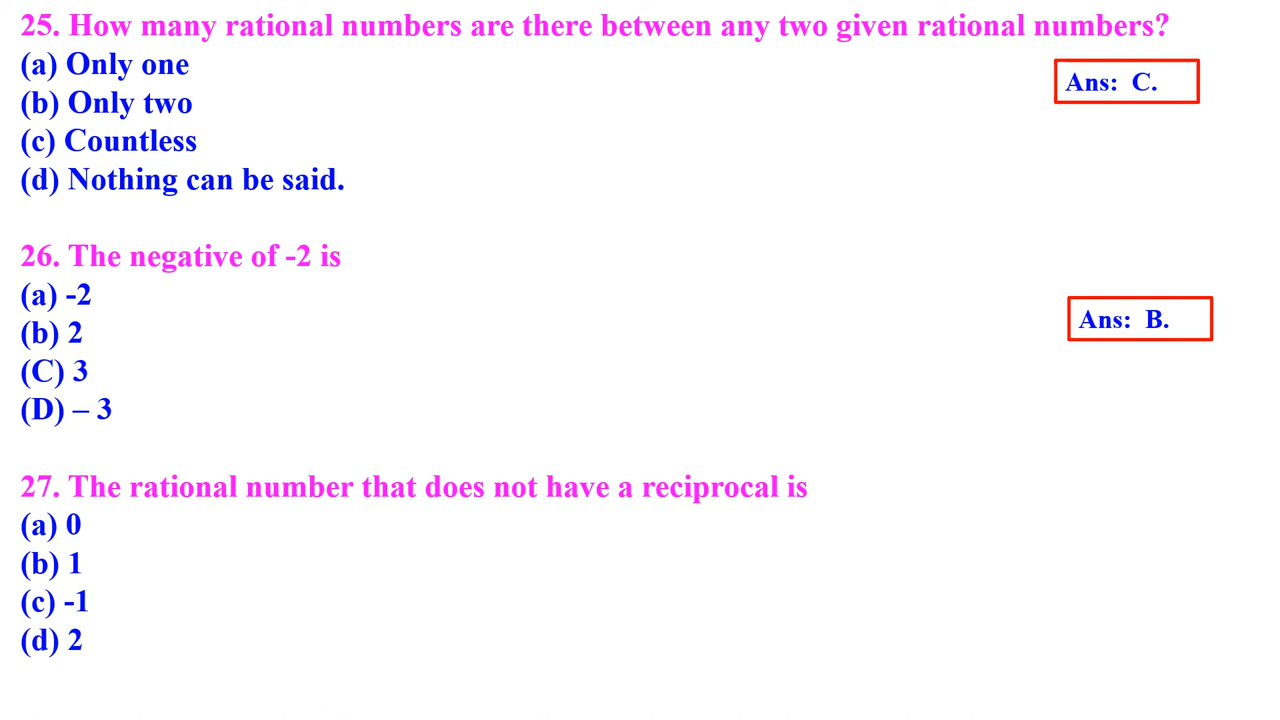 25. How many rational numbers are there between any two given rational numbers?
(a) Only one
Ans: C.
(b) Only two
(c) Countless
(d) Nothing can be said.
26. The negative of -2 is
(a) -2
(b) 2
Ans: B.
(C) 3
(D) – 3
27. The rational number that does not have a reciprocal is
(a) 0
(b) 1
(c) -1
(d) 2